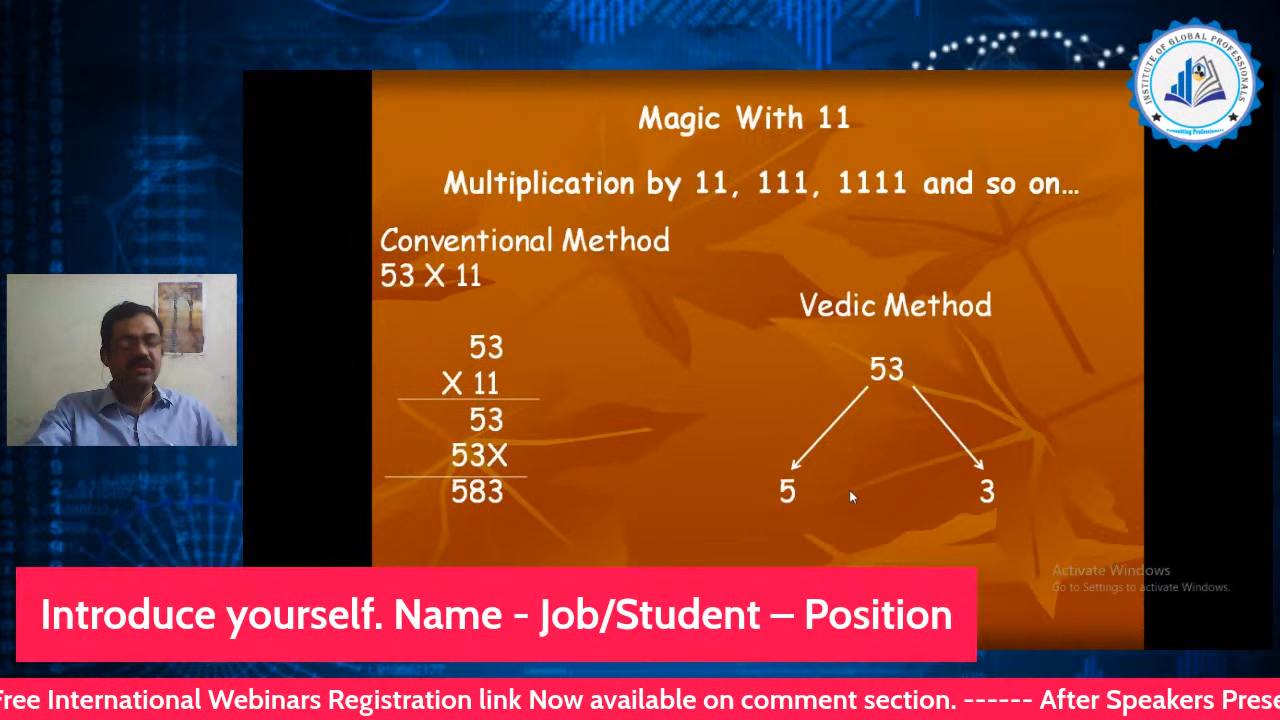 INSTITUTE OF GLOBAL PROFESSIONALS
Connecting Professionals
Magic With 11
Multiplication by 11, 111, 1111 and so on...
Conventional Method
53 X 11
53
X 11
53
53X
583
Vedic Method
53
5 3
Activate Windows
Go to Settings to activate Windows.
Introduce yourself. Name - Job/Student – Position
Free International Webinars Registration link Now available on comment section. ------ After Speakers Prese